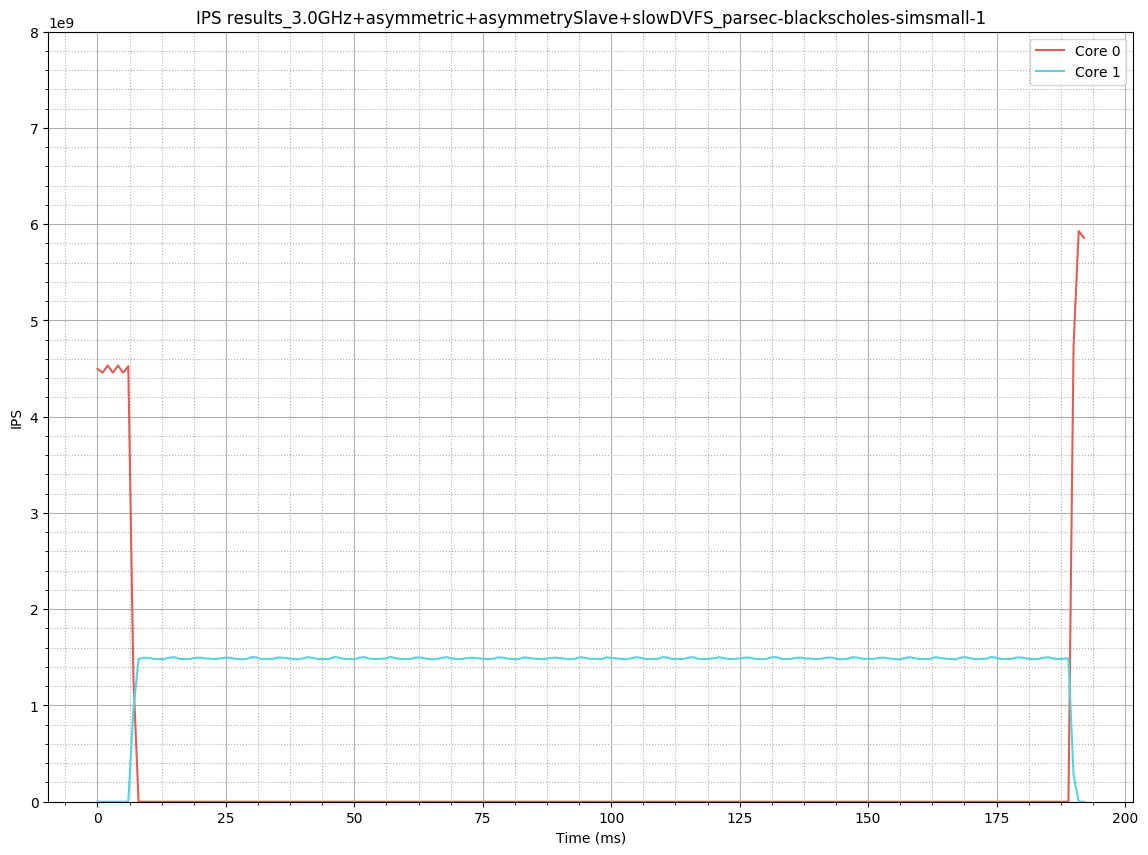 IPS results_3.0GHz+asymmetric+asymmetrySlave+slowDVFS_parsec-blackscholes-simsmall-1
1e9
Core 0
Core 1
8
7
6
5
4
3
2
1
0
IPS
0 25 50 75 100 125 150 175 200
Time (ms)